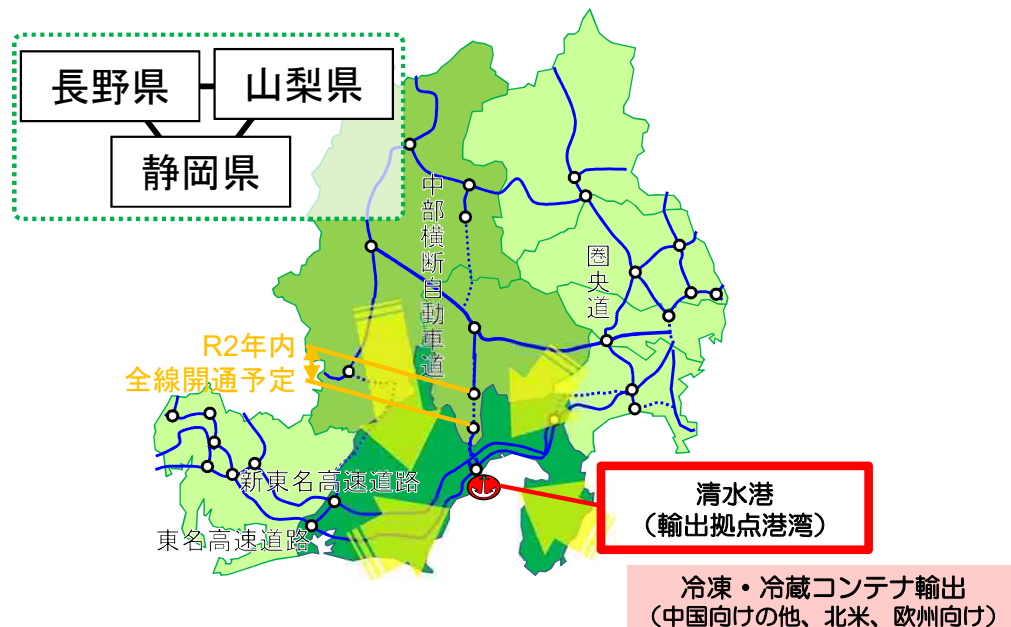 長野県
山梨県
静岡県
中部横断自動車道
圏央道
R2年内
全線開通予定
新東名高速道路
東名高速道路
清水港
（輸出拠点港湾）
冷凍・冷蔵コンテナ輸出
（中国向けの他、北米、欧州向け）